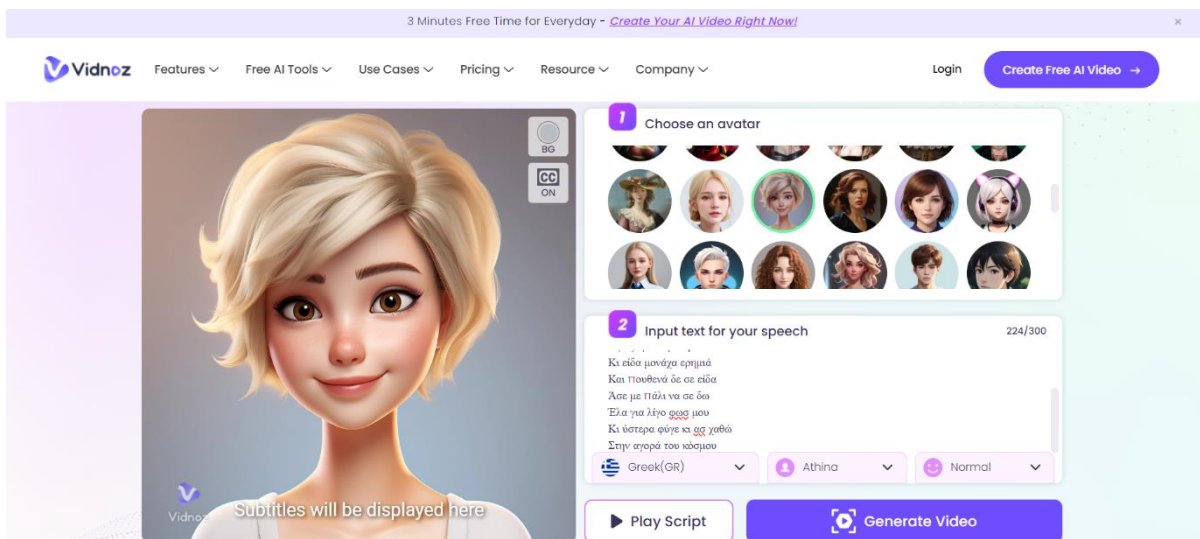 3 Minutes Free Time for Everyday - Create Your AI Video Right Now!
Vidnoz
Features
Free AI Tools
Use Cases
Pricing
Resource
Company
Login
Create Free AI Video →
BG
CC
ON
Vidnoz
Subtitles will be displayed here
1 Choose an avatar
2 Input text for your speech
224/300
Κι είδα μονάχα ερημιά
Και Πουθενά δε σε είδα
Άσε με Πάλι να σε δω
Έλα για λίγο φωσ μου
Κι ύστερα φύγε κι ασ χαθώ
Στην αγορά του κόσμου
Greek(GR)
Athina
Normal
Play Script
Generate Video